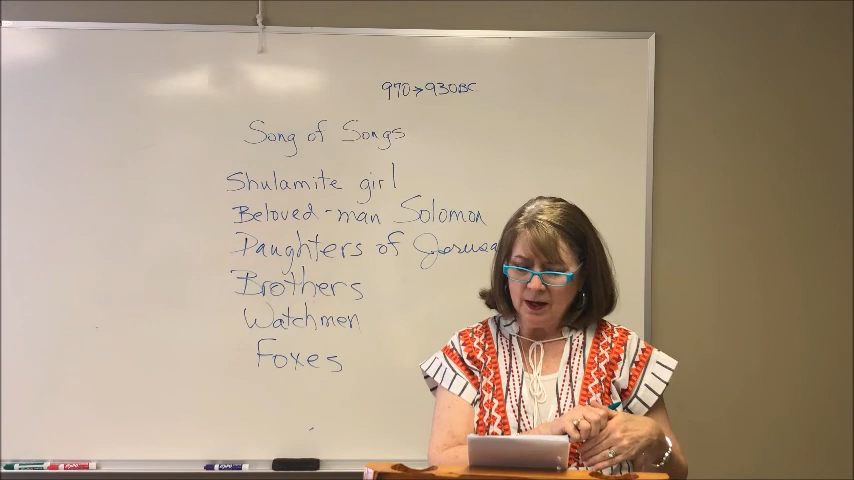 970→930BC
Song of Songs
Shulamite girl
Beloved-man Solomon
Daughters of
Brothers
Watchmen
Foxes